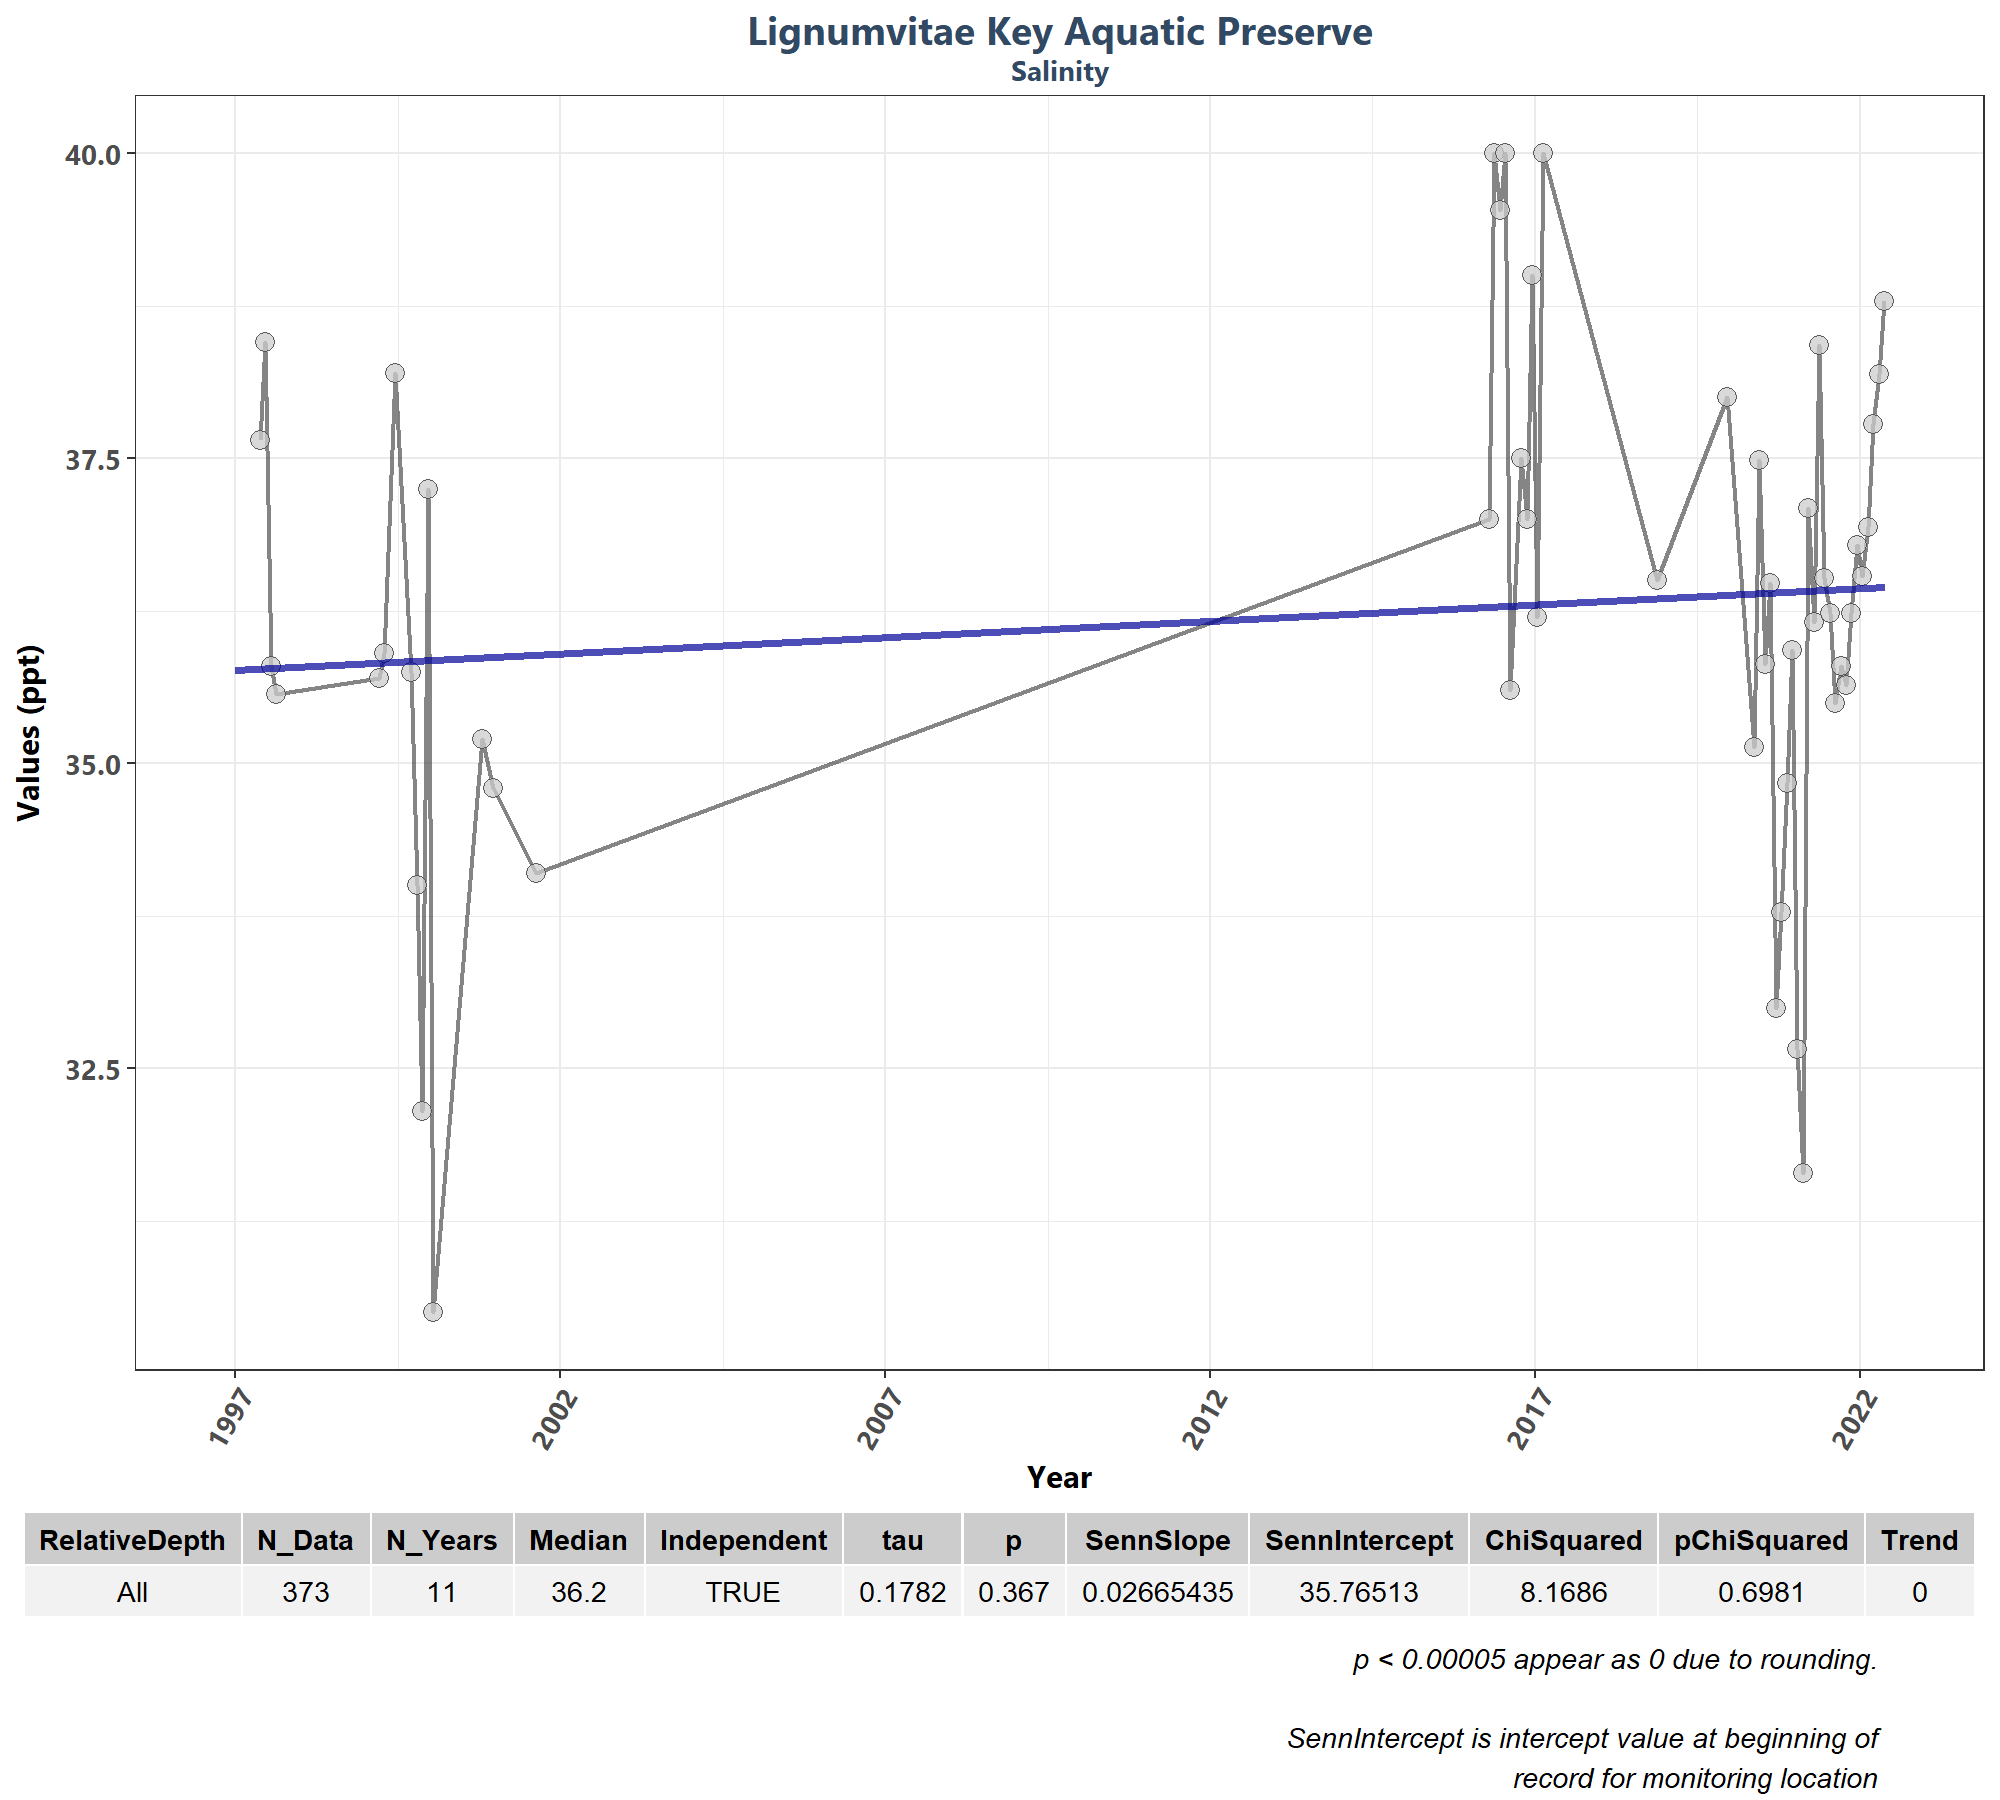 Lignumvitae Key Aquatic Preserve
Salinity
40.0
37.5
35.0
32.5
Values (ppt)
1997 2002 2007 2012 2017 2022
Year
RelativeDepth N_Data N_Years Median Independent tau p SennSlope SennIntercept ChiSquared pChiSquared Trend
All 373 11 36.2 TRUE 0.1782 0.367 0.02665435 35.76513 8.1686 0.6981 0
p < 0.00005 appear as 0 due to rounding.
SennIntercept is intercept value at beginning of
record for monitoring location